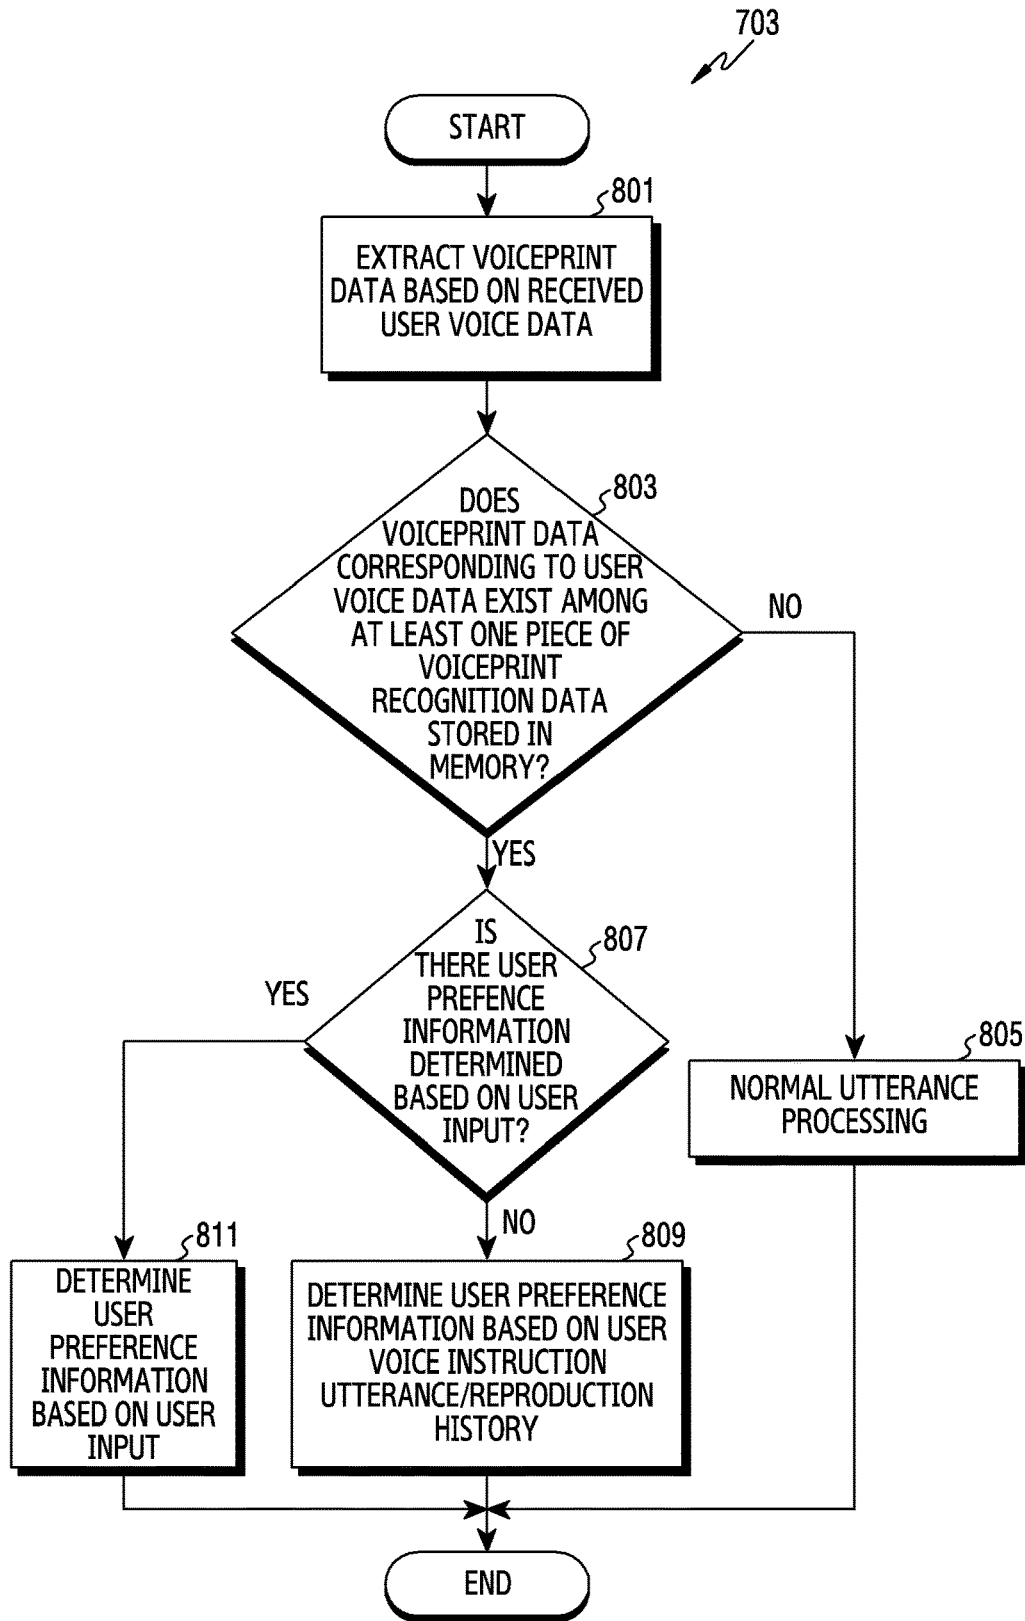 703
START
801
EXTRACT VOICEPRINT
DATA BASED ON RECEIVED
USER VOICE DATA
803
DOES
VOICEPRINT DATA
CORRESPONDING TO USER
VOICE DATA EXIST AMONG
AT LEAST ONE PIECE OF
VOICEPRINT
RECOGNITION DATA
STORED IN
MEMORY?
NO
YES
807
IS
THERE USER
PREFENCE
INFORMATION
DETERMINED
BASED ON USER
INPUT?
YES
NO
805
NORMAL UTTERANCE
PROCESSING
811
DETERMINE
USER
PREFERENCE
INFORMATION
BASED ON USER
INPUT
809
DETERMINE USER PREFERENCE
INFORMATION BASED ON USER
VOICE INSTRUCTION
UTTERANCE/REPRODUCTION
HISTORY
END